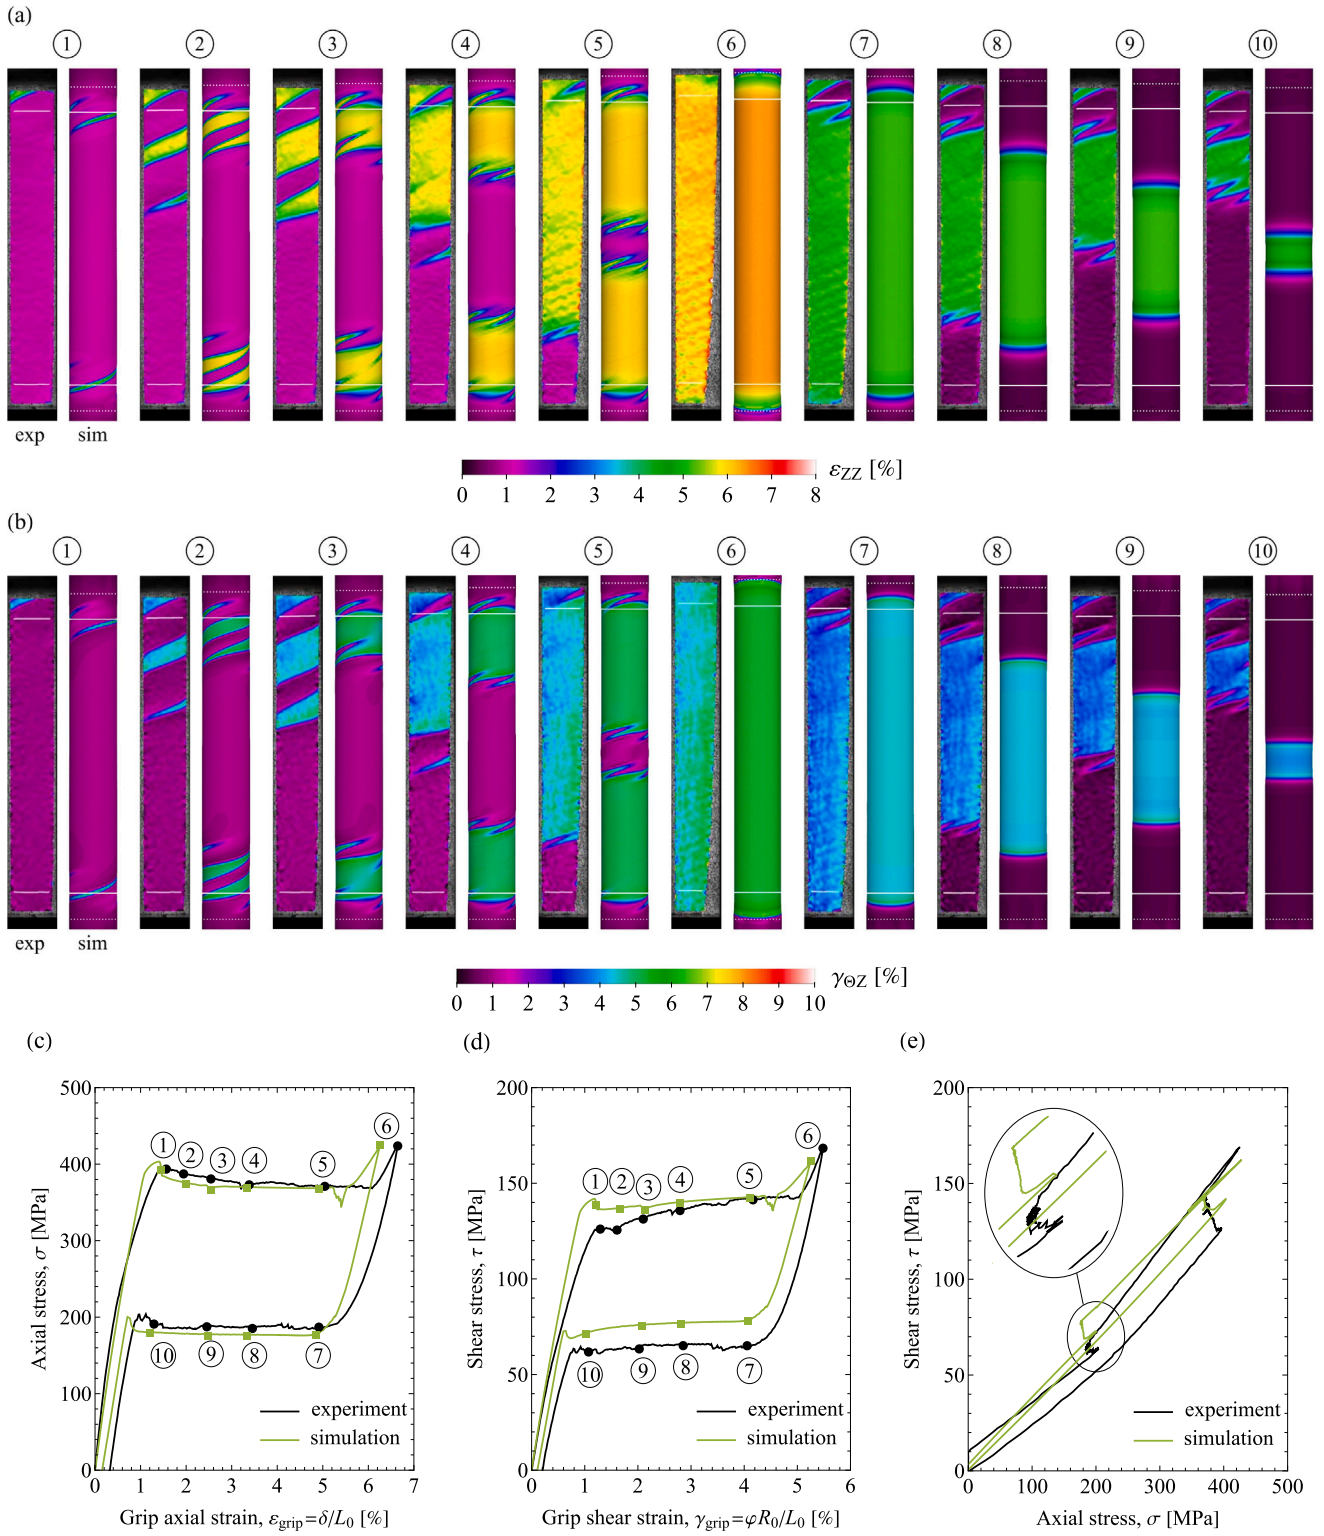 (a)
1 2 3 4 5 6 7 8 9 10
exp sim
0 1 2 3 4 5 6 7 8
εZZ [%]
(b)
1 2 3 4 5 6 7 8 9 10
exp sim
0 1 2 3 4 5 6 7 8 9 10
γΘZ [%]
(c)
500
400
300
200
100
0
Axial stress, σ [MPa]
1 2 3 4 5 6
10 9 8 7
experiment
simulation
0 1 2 3 4 5 6 7
Grip axial strain, εgrip=δ/L0 [%]
(d)
200
150
100
50
0
Shear stress, τ [MPa]
1 2 3 4 5 6
10 9 8 7
experiment
simulation
0 1 2 3 4 5 6
Grip shear strain, γgrip=φR0/L0 [%]
(e)
200
150
100
50
0
Shear stress, τ [MPa]
experiment
simulation
0 100 200 300 400 500
Axial stress, σ [MPa]